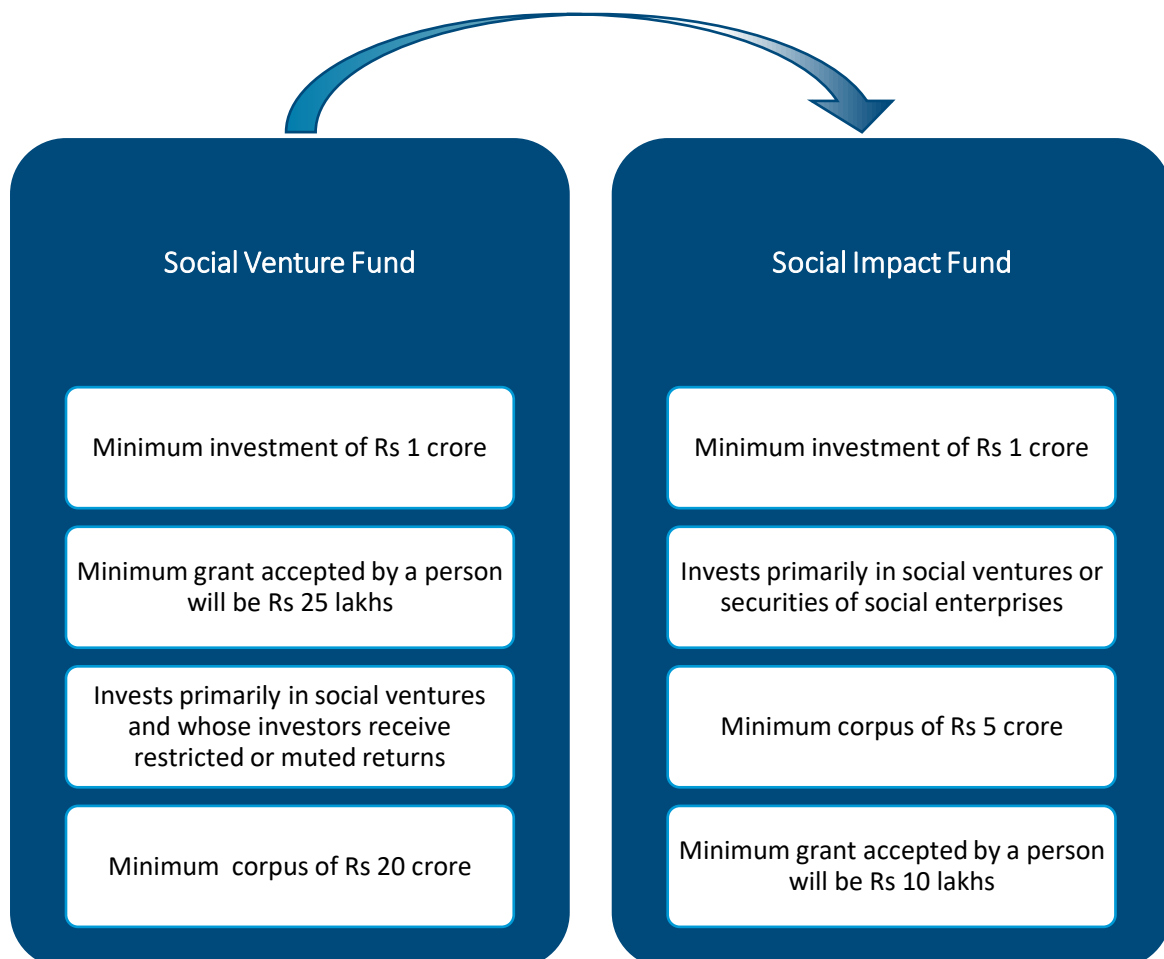 Social Venture Fund
Minimum investment of Rs 1 crore
Minimum grant accepted by a person
will be Rs 25 lakhs
Invests primarily in social ventures
and whose investors receive
restricted or muted returns
Minimum corpus of Rs 20 crore
Social Impact Fund
Minimum investment of Rs 1 crore
Invests primarily in social ventures or
securities of social enterprises
Minimum corpus of Rs 5 crore
Minimum grant accepted by a person
will be Rs 10 lakhs